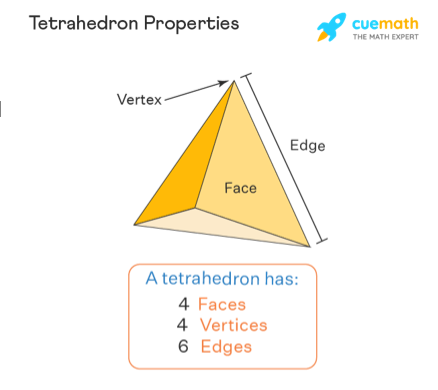 Tetrahedron Properties
cuemath
THE MATH EXPERT
Vertex
Edge
Face
A tetrahedron has:
4 Faces
4 Vertices
6 Edges